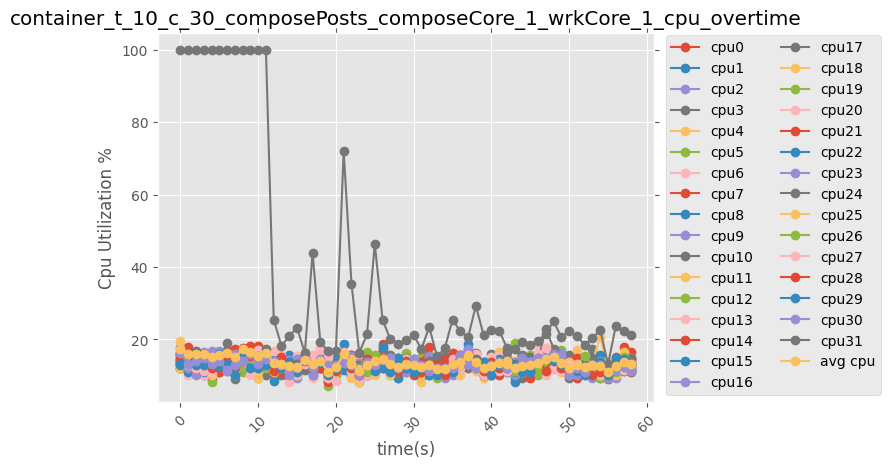 container_t_10_c_30_composePosts_composeCore_1_wrkCore_1_cpu_overtime
Cpu Utilization %
100
80
60
40
20
0
10
20
30
40
50
60
time(s)
cpu0
cpu1
cpu2
cpu3
cpu4
cpu5
cpu6
cpu7
cpu8
cpu9
cpu10
cpu11
cpu12
cpu13
cpu14
cpu15
cpu16
cpu17
cpu18
cpu19
cpu20
cpu21
cpu22
cpu23
cpu24
cpu25
cpu26
cpu27
cpu28
cpu29
cpu30
cpu31
avg cpu